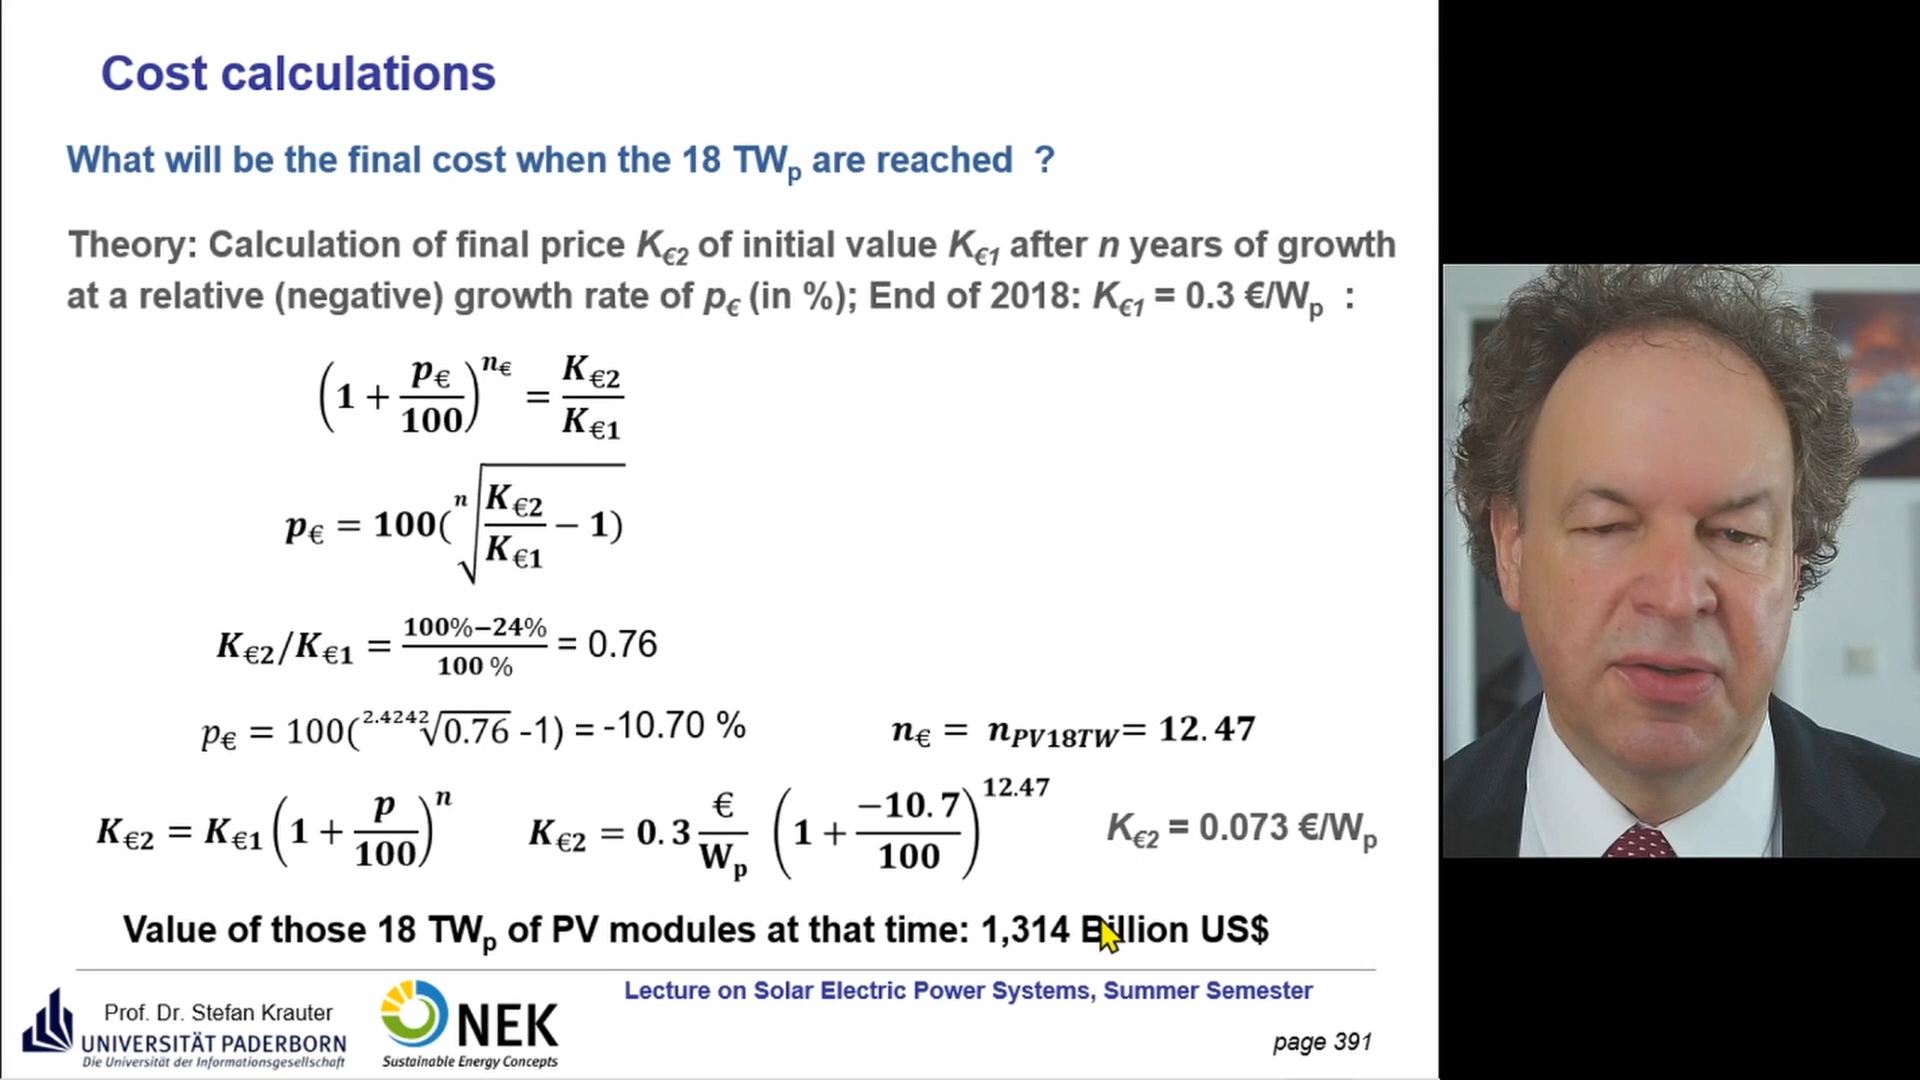 Cost calculations
What will be the final cost when the 18 TWp are reached ?
Theory: Calculation of final price K€2 of initial value K€1 after n years of growth
at a relative (negative) growth rate of p€ (in %); End of 2018: K€1 = 0.3 €/Wp :
(1 + p€/100)^n€ = K€2/K€1
p€ = 100(ⁿ√(K€2/K€1 − 1))
K€2/K€1 = (100%−24%)/(100 %) = 0.76
p€ = 100(2.4242√0.76 -1) = -10.70 %
n€ = nPV18TW= 12.47
K€2 = K€1(1 + p/100)^n
K€2 = 0.3 €/Wp (1 + −10.7/100)^12.47
K€2 = 0.073 €/Wp
Value of those 18 TWp of PV modules at that time: 1,314 Billion US$
Prof. Dr. Stefan Krauter
UNIVERSITÄT PADERBORN
Die Universität der Informationsgesellschaft
NEK
Sustainable Energy Concepts
Lecture on Solar Electric Power Systems, Summer Semester
page 391